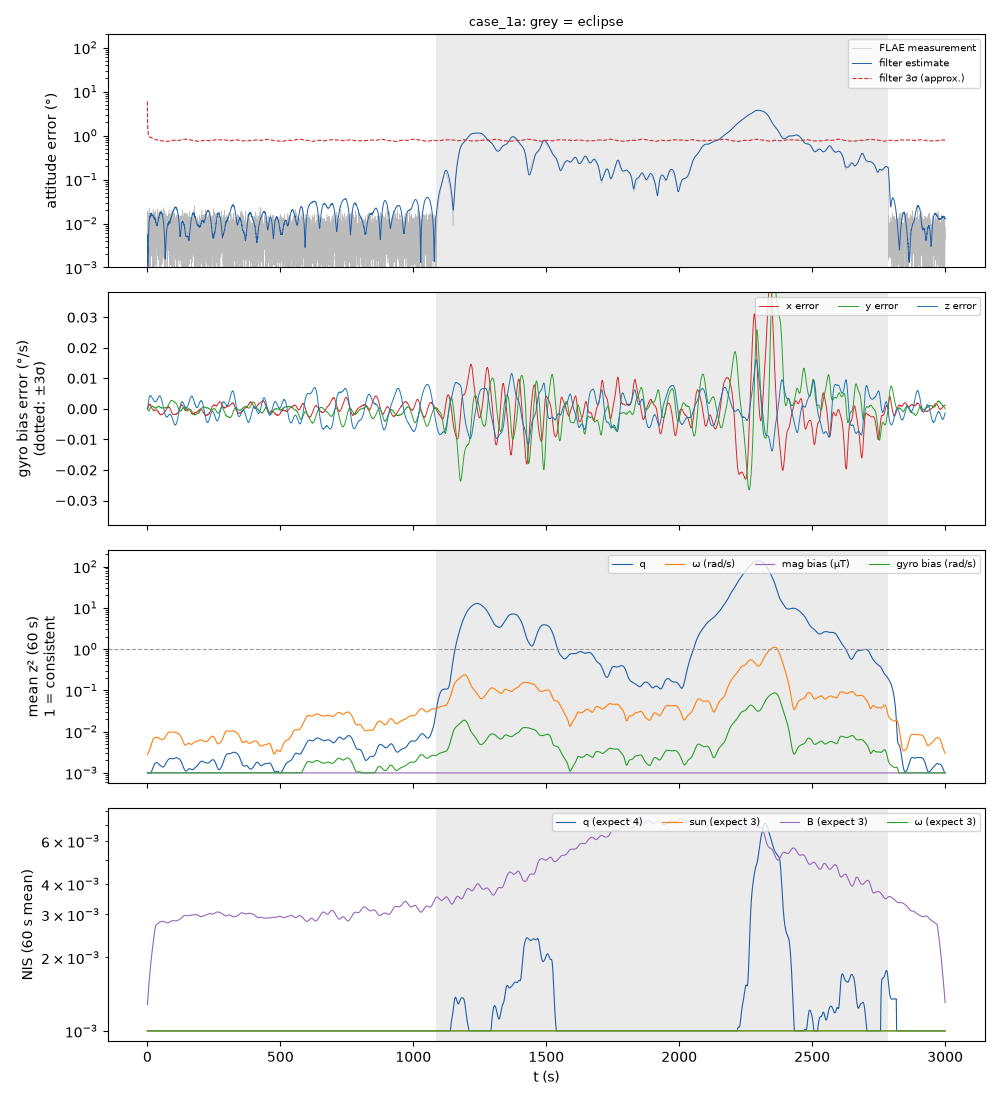 case_1a: grey = eclipse
FLAE measurement
filter estimate
filter 3σ (approx.)
attitude error (°)
10²
10¹
10⁰
10⁻¹
10⁻²
10⁻³
x error
y error
z error
gyro bias error (°/s)
(dotted: ±3σ)
0.03
0.02
0.01
0.00
−0.01
−0.02
−0.03
q
ω (rad/s)
mag bias (μT)
gyro bias (rad/s)
mean z² (60 s)
1 = consistent
10²
10¹
10⁰
10⁻¹
10⁻²
10⁻³
q (expect 4)
sun (expect 3)
B (expect 3)
ω (expect 3)
NIS (60 s mean)
6 × 10⁻³
4 × 10⁻³
3 × 10⁻³
2 × 10⁻³
10⁻³
0
500
1000
1500
2000
2500
3000
t (s)